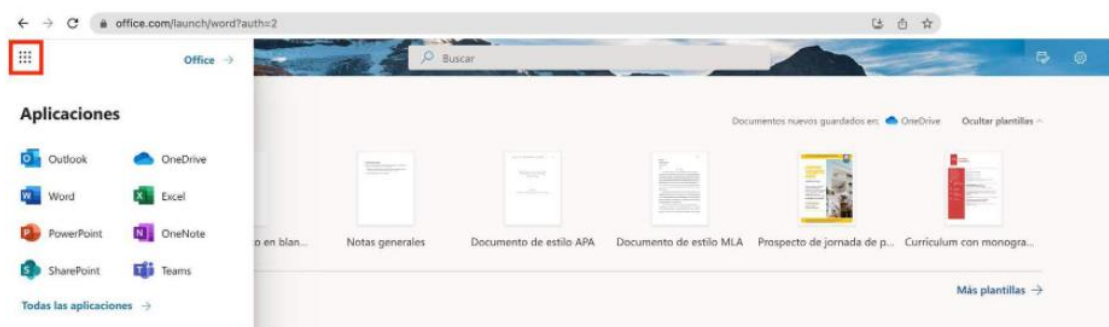 office.com/launch/word?auth=2
Office →
Buscar
Aplicaciones
Documentos nuevos guardados en: OneDrive
Ocultar plantillas
Outlook
OneDrive
Word
Excel
PowerPoint
OneNote
SharePoint
Teams
Todas las aplicaciones →
o en blan...
Notas generales
Documento de estilo APA
Documento de estilo MLA
Prospecto de jornada de p...
Currículum con monogra...
Más plantillas →